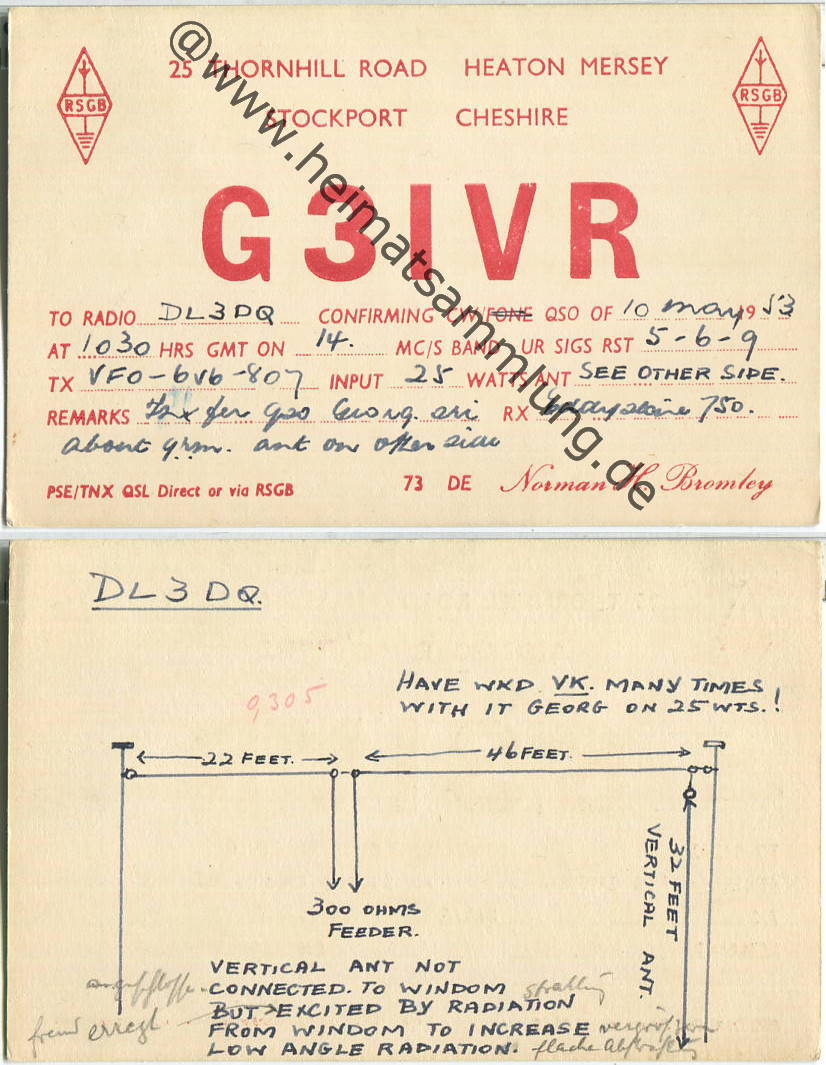 25 THORNHILL ROAD HEATON MERSEY
RSGB
RSGB
STOCKPORT CHESHIRE
G3IVR
TO RADIO DL3DQ CONFIRMING CW/FONE QSO OF 10 May 1953
AT 1030 HRS GMT ON 14. MC/S BAND UR SIGS RST 5-6-9
TX VFO-6V6-807 INPUT 25 WATTS ANT SEE OTHER SIDE.
REMARKS Tnx fer qso Georg. sri RX Eddystone 750.
about qrm. ant on other side
PSE/TNX QSL Direct or via RSGB 73 DE Norman H. Bromley
@www.heimatsammlung.de
DL3DQ.
9305
HAVE WKD VK. MANY TIMES
WITH IT GEORG ON 25 WTS.!
22 FEET. 46 FEET.
32 FEET
VERTICAL ANT.
300 OHMS
FEEDER.
VERTICAL ANT NOT
CONNECTED. TO WINDOM
BUT EXCITED BY RADIATION
fremd erregt
FROM WINDOM TO INCREASE
LOW ANGLE RADIATION. flache